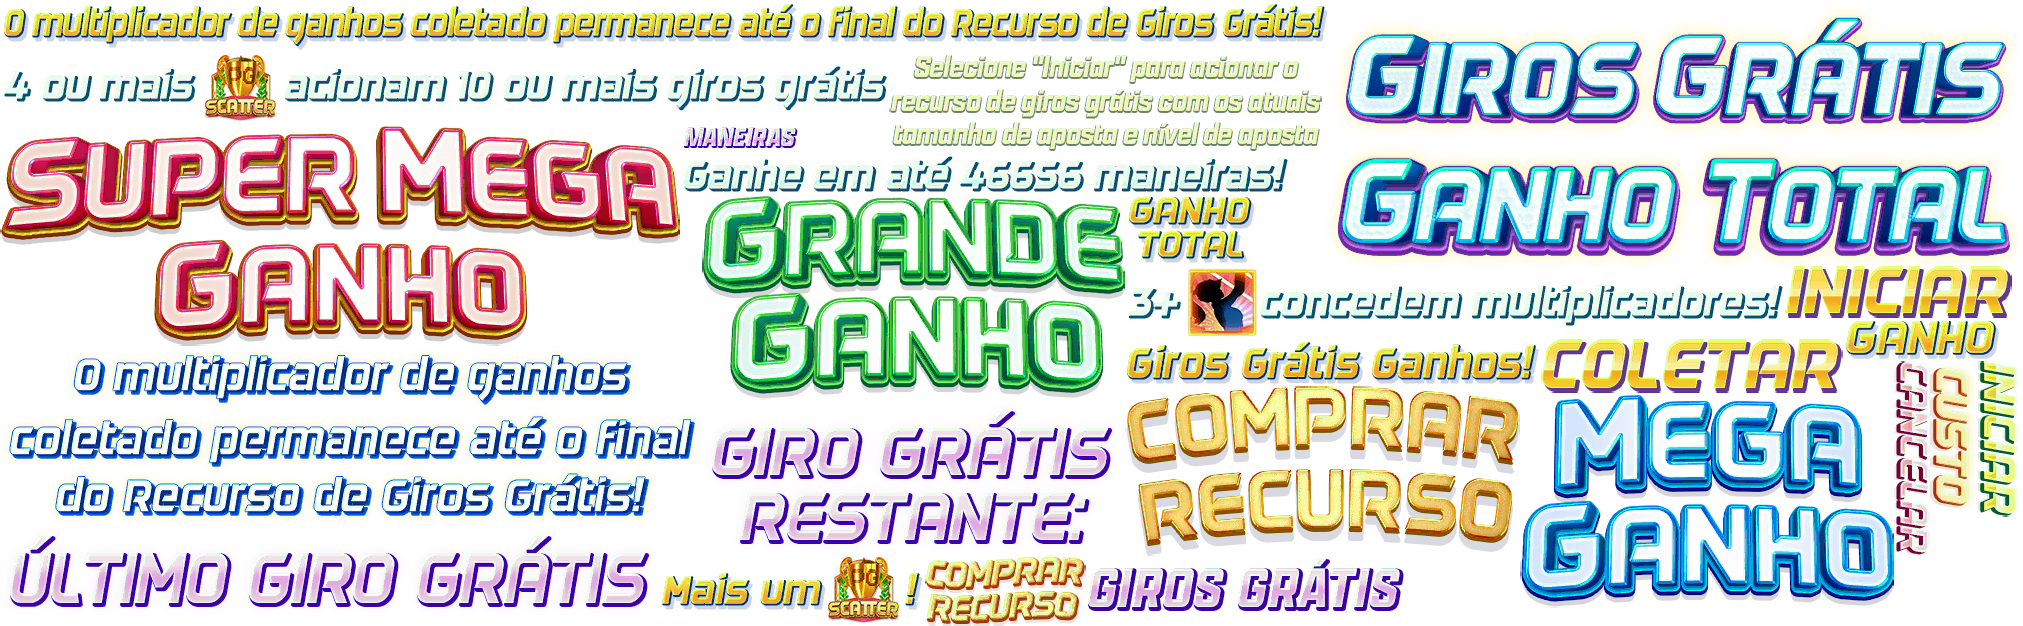 O multiplicador de ganhos coletado permanece até o final do Recurso de Giros Grátis!
4 ou mais SCATTER acionam 10 ou mais giros grátis
Selecione "Iniciar" para acionar o
recurso de giros grátis com os atuais
tamanho de aposta e nível de aposta
GIROS GRÁTIS
MANEIRAS
Ganhe em até 46656 maneiras!
SUPER MEGA
GANHO
GRANDE
GANHO
GANHO
TOTAL
GANHO TOTAL
3+ concedem multiplicadores!
INICIAR
GANHO
Giros Grátis Ganhos!
COLETAR
O multiplicador de ganhos
coletado permanece até o final
do Recurso de Giros Grátis!
GIRO GRÁTIS
RESTANTE:
COMPRAR
RECURSO
MEGA
GANHO
CANCELAR
CUSTO
INICIAR
ÚLTIMO GIRO GRÁTIS
Mais um SCATTER !
COMPRAR
RECURSO
GIROS GRÁTIS